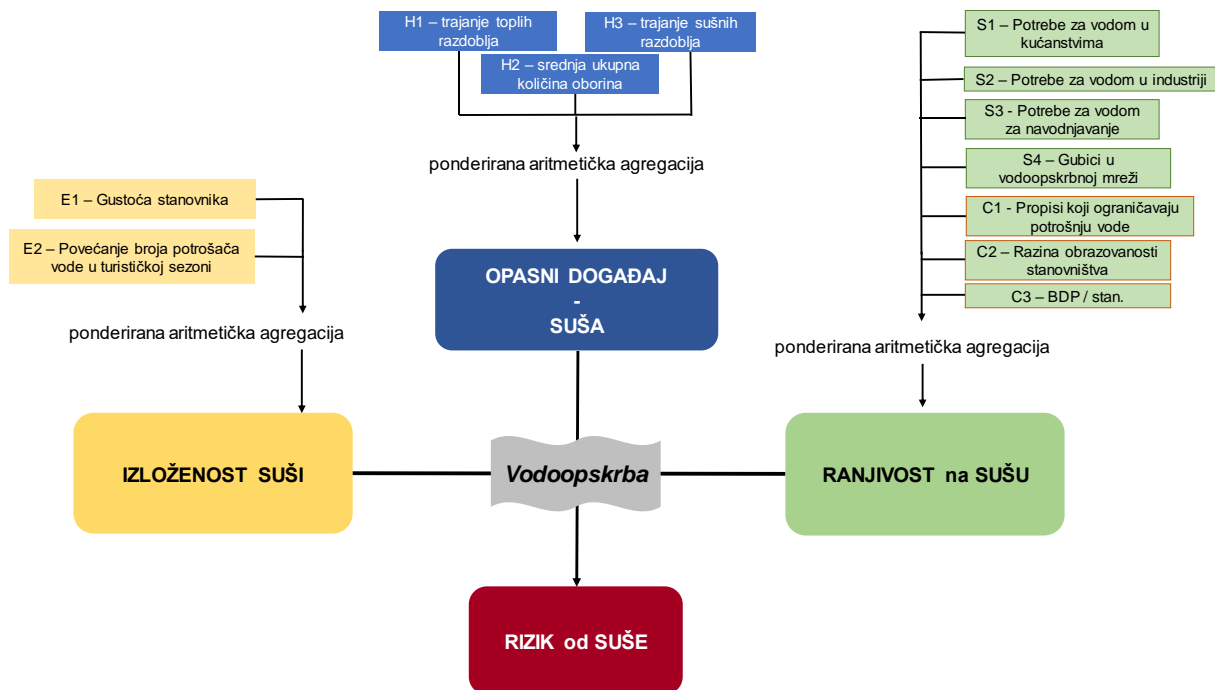 H1 – trajanje toplih
razdoblja
H3 – trajanje sušnih
razdoblja
H2 – srednja ukupna
količina oborina
ponderirana aritmetička agregacija
OPASNI DOGAĐAJ
-
SUŠA
E1 – Gustoća stanovnika
E2 – Povećanje broja potrošača
vode u turističkoj sezoni
ponderirana aritmetička agregacija
IZLOŽENOST SUŠI
S1 – Potrebe za vodom u
kućanstvima
S2 – Potrebe za vodom u industriji
S3 - Potrebe za vodom
za navodnjavanje
S4 – Gubici u
vodoopskrbnoj mreži
C1 - Propisi koji ograničavaju
potrošnju vode
C2 – Razina obrazovanosti
stanovništva
C3 – BDP / stan.
ponderirana aritmetička agregacija
RANJIVOST na SUŠU
Vodoopskrba
RIZIK od SUŠE